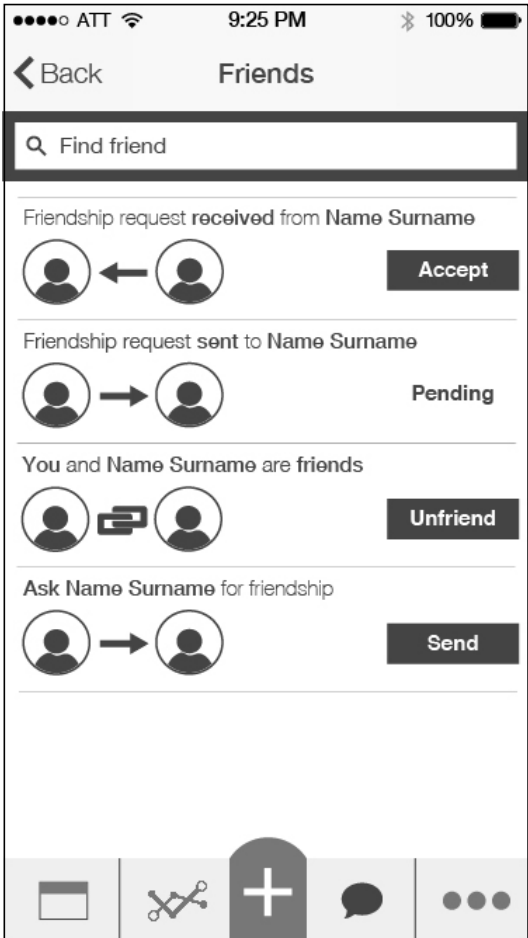 ATT 9:25 PM 100%
Back Friends
Find friend
Friendship request received from Name Surname
Accept
Friendship request sent to Name Surname
Pending
You and Name Surname are friends
Unfriend
Ask Name Surname for friendship
Send